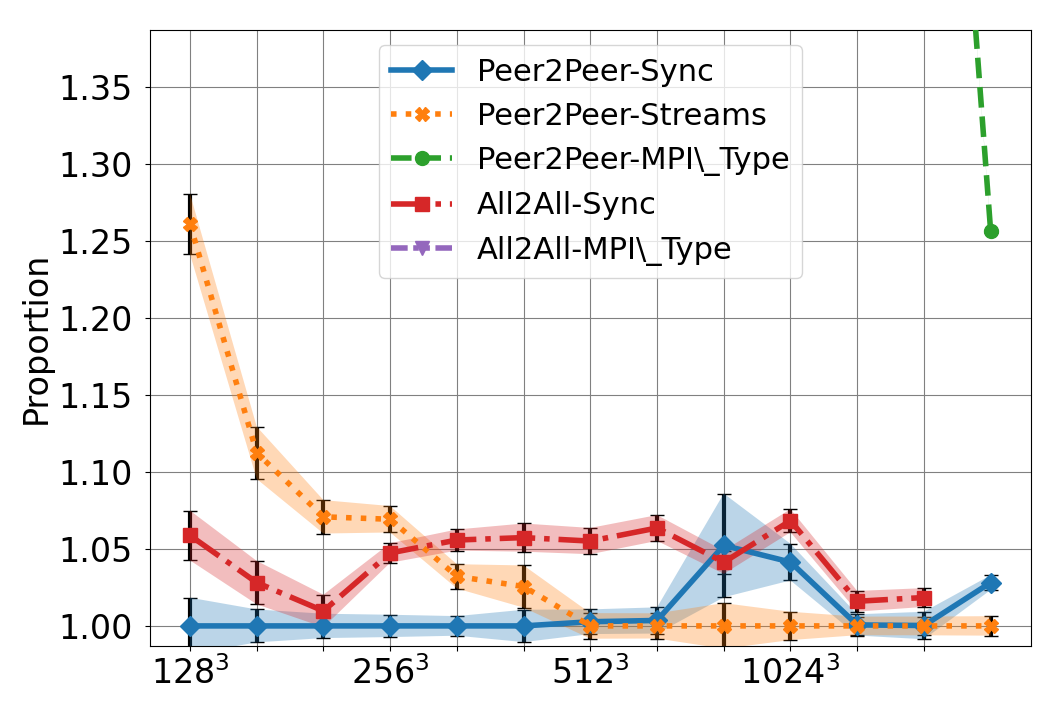 Peer2Peer-Sync
Peer2Peer-Streams
Peer2Peer-MPI\_Type
All2All-Sync
All2All-MPI\_Type
Proportion
1.35
1.30
1.25
1.20
1.15
1.10
1.05
1.00
128³ 256³ 512³ 1024³